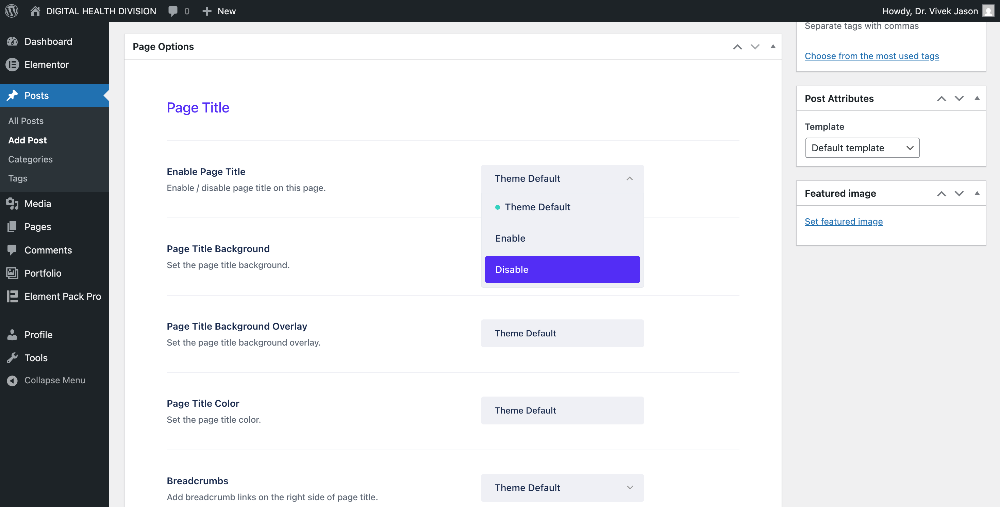 DIGITAL HEALTH DIVISION
0
New
Howdy, Dr. Vivek Jason
Dashboard
Elementor
Posts
All Posts
Add Post
Categories
Tags
Media
Pages
Comments
Portfolio
Element Pack Pro
Profile
Tools
Collapse Menu
Page Options
Page Title
Enable Page Title
Enable / disable page title on this page.
Theme Default
Theme Default
Enable
Disable
Page Title Background
Set the page title background.
Page Title Background Overlay
Set the page title background overlay.
Theme Default
Page Title Color
Set the page title color.
Theme Default
Breadcrumbs
Add breadcrumb links on the right side of page title.
Theme Default
Separate tags with commas
Choose from the most used tags
Post Attributes
Template
Default template
Featured image
Set featured image